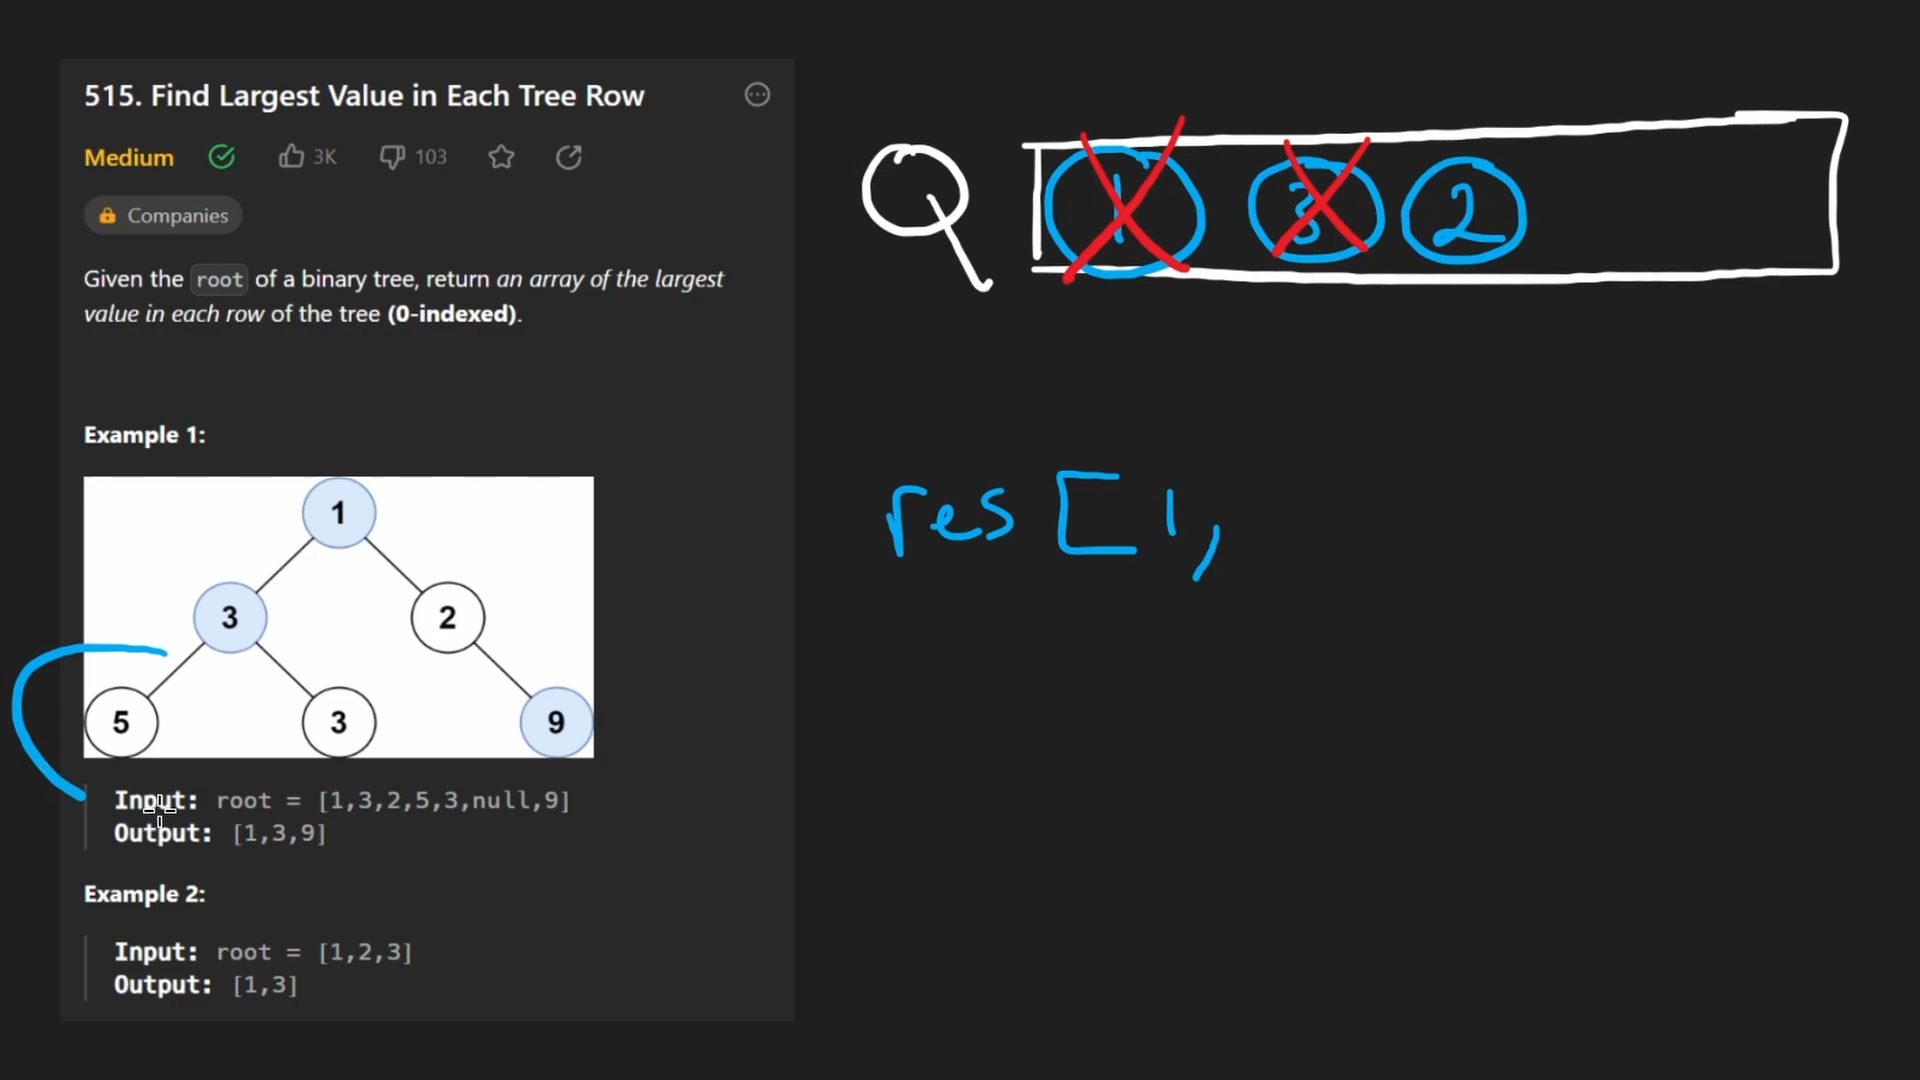 515. Find Largest Value in Each Tree Row
Medium 3K 103
Companies
Given the root of a binary tree, return an array of the largest
value in each row of the tree (0-indexed).
Example 1:
1
3 2
5 3 9
Input: root = [1,3,2,5,3,null,9]
Output: [1,3,9]
Example 2:
Input: root = [1,2,3]
Output: [1,3]
Q 1 3 2
res [ 1,